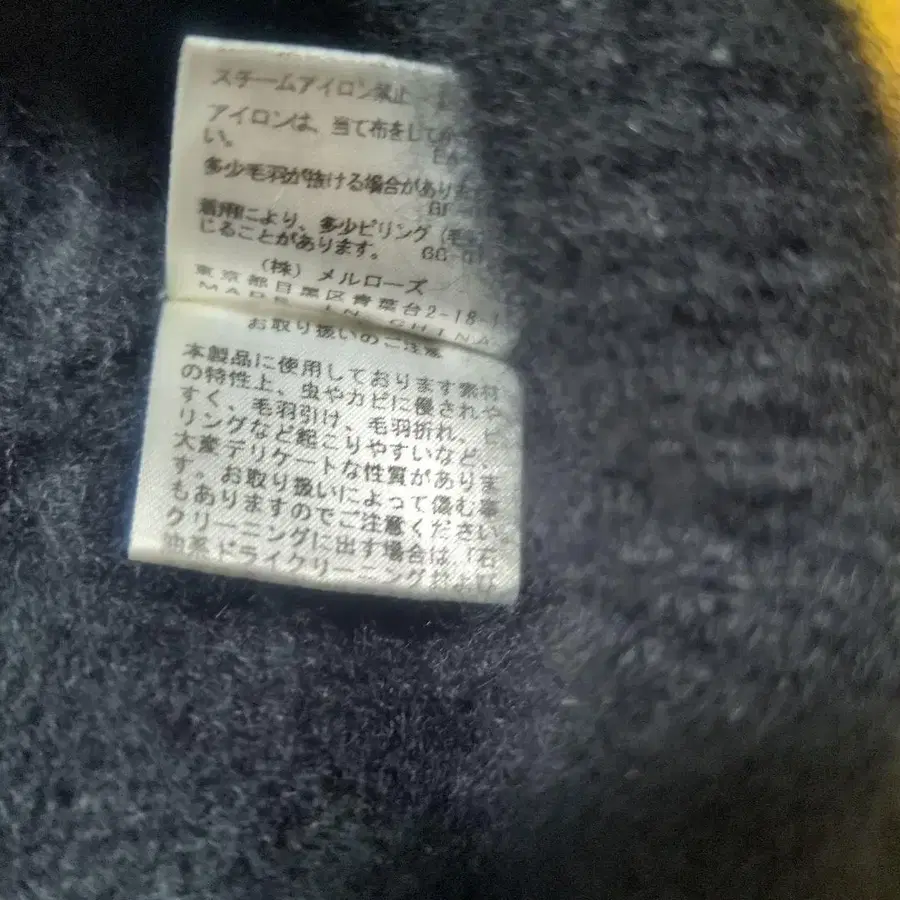 スチームアイロン禁止
アイロンは、当て布をして
い。
多少毛羽が抜ける場合があり
着用により、多少ピリング(毛
じることがあります。 GG-
(株) メルローズ
東京都目黒区青葉台2-18-
MADE IN CHINA
お取り扱いのご注意
本製品に使用しております素材
の特性上、虫やカビに侵されや
すく、毛羽引け、毛羽折れ、ピ
リングなど起こりやすいなど、
大変デリケートな性質がありま
す。お取り扱いによって傷む事
もありますのでご注意ください
クリーニングに出す場合は「石
油系ドライクリーニングおよび